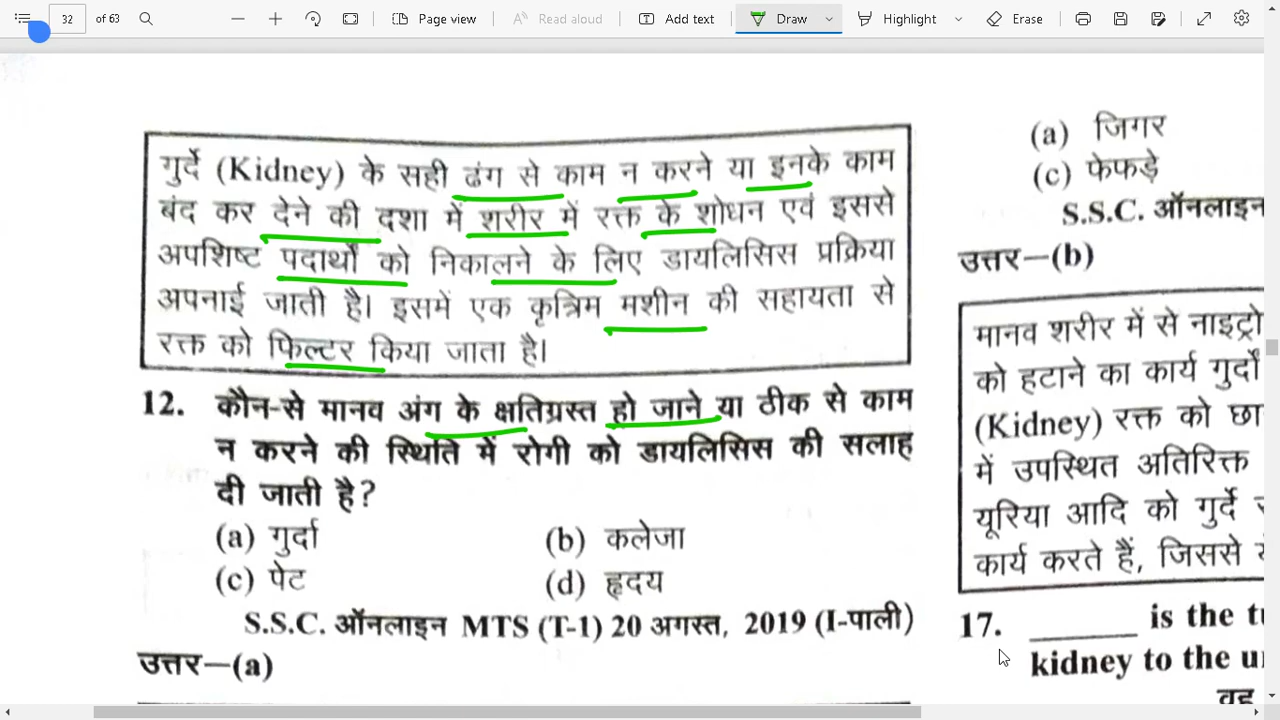 32 of 63 Page view Read aloud Add text Draw Highlight Erase
गुर्दे (Kidney) के सही ढंग से काम न करने या इनके काम
बंद कर देने की दशा में शरीर में रक्त के शोधन एवं इससे
अपशिष्ट पदार्थों को निकालने के लिए डायलिसिस प्रक्रिया
अपनाई जाती है। इसमें एक कृत्रिम मशीन की सहायता से
रक्त को फिल्टर किया जाता है।
12. कौन-से मानव अंग के क्षतिग्रस्त हो जाने या ठीक से काम
न करने की स्थिति में रोगी को डायलिसिस की सलाह
दी जाती है?
(a) गुर्दा (b) कलेजा
(c) पेट (d) हृदय
S.S.C. ऑनलाइन MTS (T-1) 20 अगस्त, 2019 (I-पाली)
उत्तर—(a)
(a) जिगर
(c) फेफड़े
S.S.C. ऑनलाइन
उत्तर—(b)
मानव शरीर में से नाइट्रो
को हटाने का कार्य गुर्दों
(Kidney) रक्त को छा
में उपस्थित अतिरिक्त
यूरिया आदि को गुर्दे
कार्य करते हैं, जिससे
17. ______ is the
kidney to the
वह